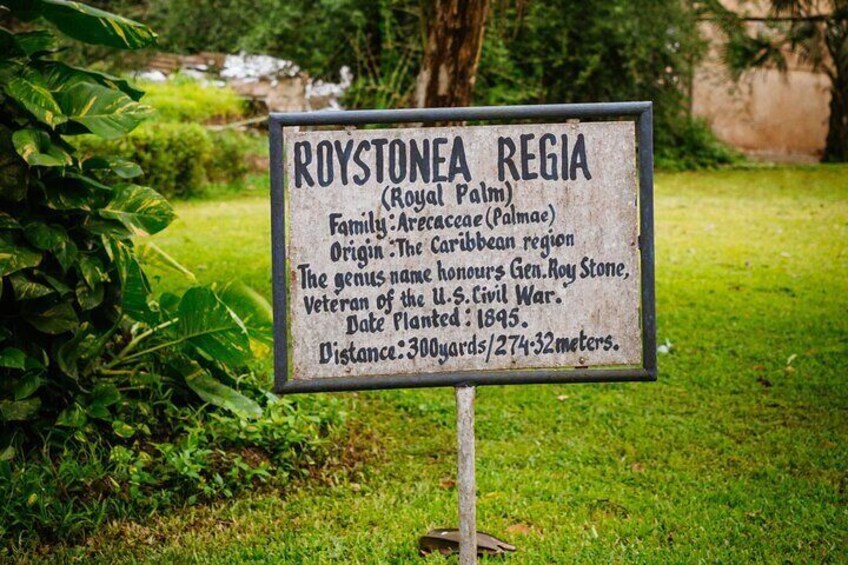 ROYSTONEA REGIA
(Royal Palm)
Family:Arecaceae(Palmae)
Origin:The Caribbean region
The genus name honours Gen.Roy Stone,
Veteran of the U.S.Civil War.
Date Planted:1895.
Distance:300yards/274·32meters.